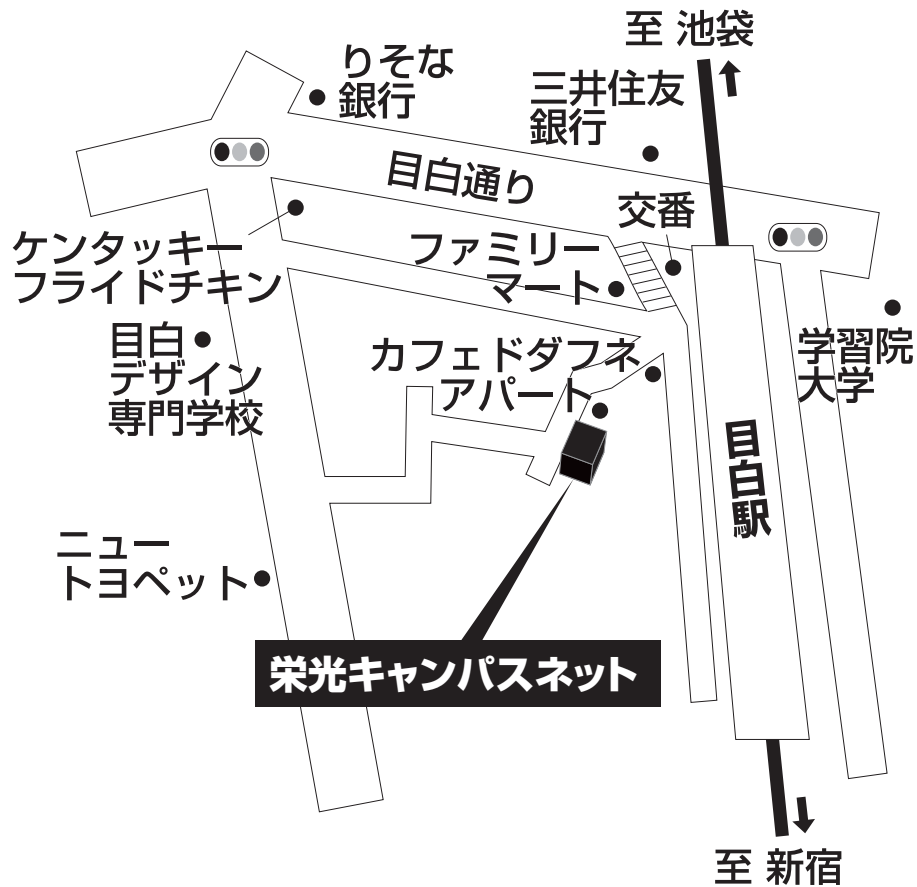 至 池袋
りそな
銀行
三井住友
銀行
目白通り
交番
ケンタッキー
フライドチキン
ファミリー
マート
目白
デザイン
専門学校
カフェドダフネ
アパート
学習院
大学
目白駅
ニュー
トヨペット
栄光キャンパスネット
至 新宿